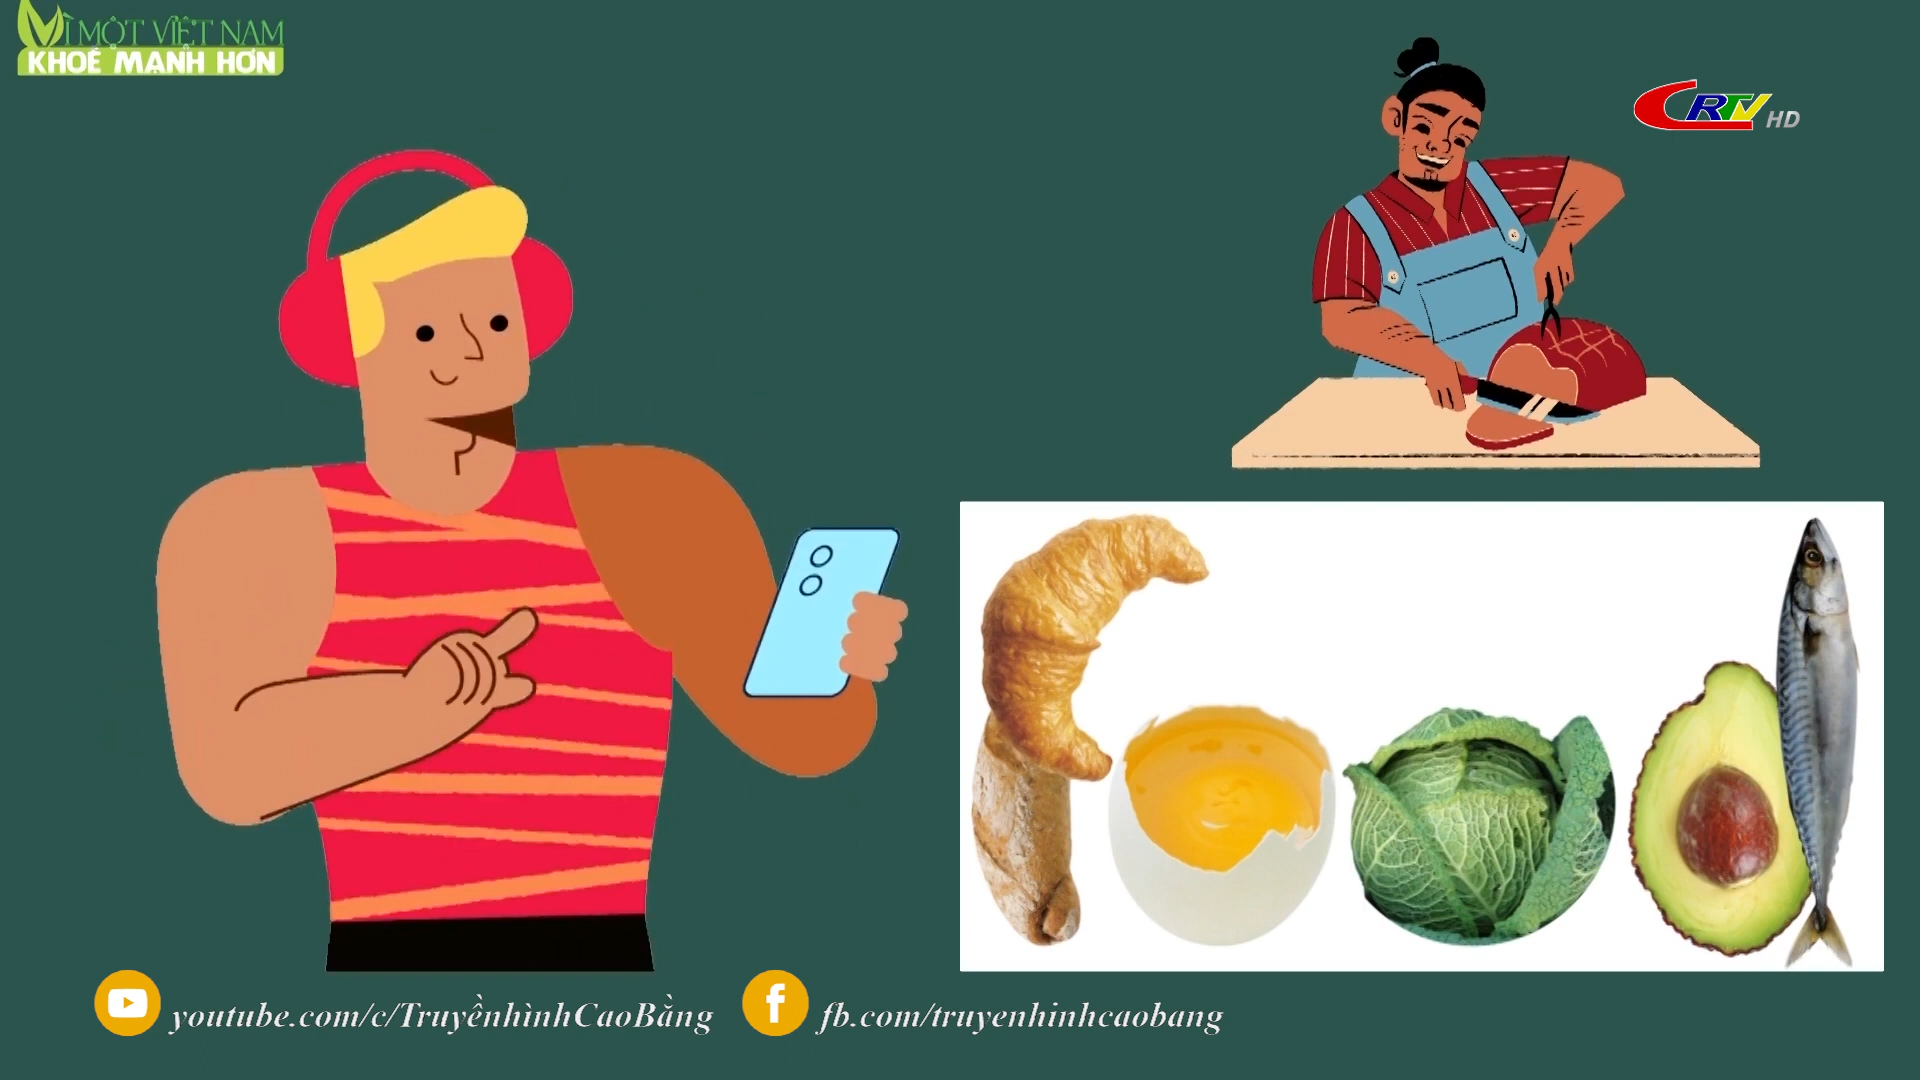 VÌ MỘT VIỆT NAM
KHOẺ MẠNH HƠN
CRTV HD
youtube.com/c/TruyềnhìnhCaoBằng
fb.com/truyenhinhcaobang